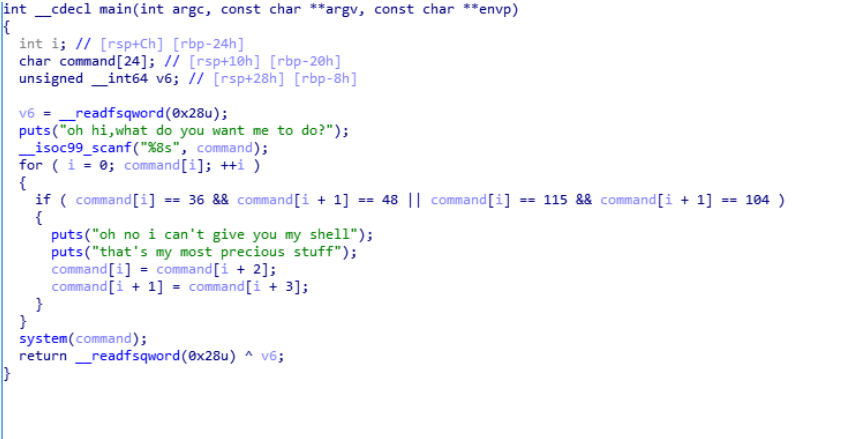 int __cdecl main(int argc, const char **argv, const char **envp)
{
  int i; // [rsp+Ch] [rbp-24h]
  char command[24]; // [rsp+10h] [rbp-20h]
  unsigned __int64 v6; // [rsp+28h] [rbp-8h]

  v6 = __readfsqword(0x28u);
  puts("oh hi,what do you want me to do?");
  __isoc99_scanf("%8s", command);
  for ( i = 0; command[i]; ++i )
  {
    if ( command[i] == 36 && command[i + 1] == 48 || command[i] == 115 && command[i + 1] == 104 )
    {
      puts("oh no i can't give you my shell");
      puts("that's my most precious stuff");
      command[i] = command[i + 2];
      command[i + 1] = command[i + 3];
    }
  }
  system(command);
  return __readfsqword(0x28u) ^ v6;
}